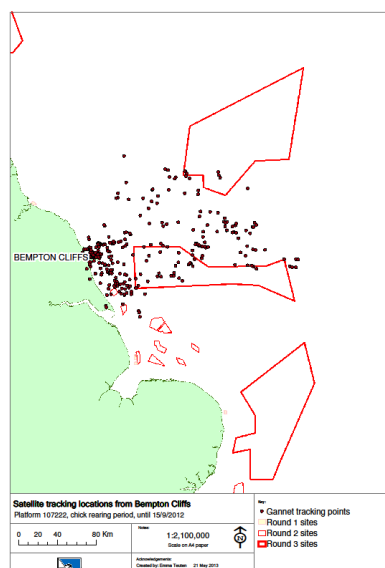 BEMPTON CLIFFS
Satellite tracking locations from Bempton Cliffs
Platform 107222, chick rearing period, until 15/9/2012
0 20 40 80 Km
Notes
1:2,100,000
Scale on A4 paper
N
Key:
Gannet tracking points
Round 1 sites
Round 2 sites
Round 3 sites
Acknowledgements
Created by: Emma Teuten 21 May 2013